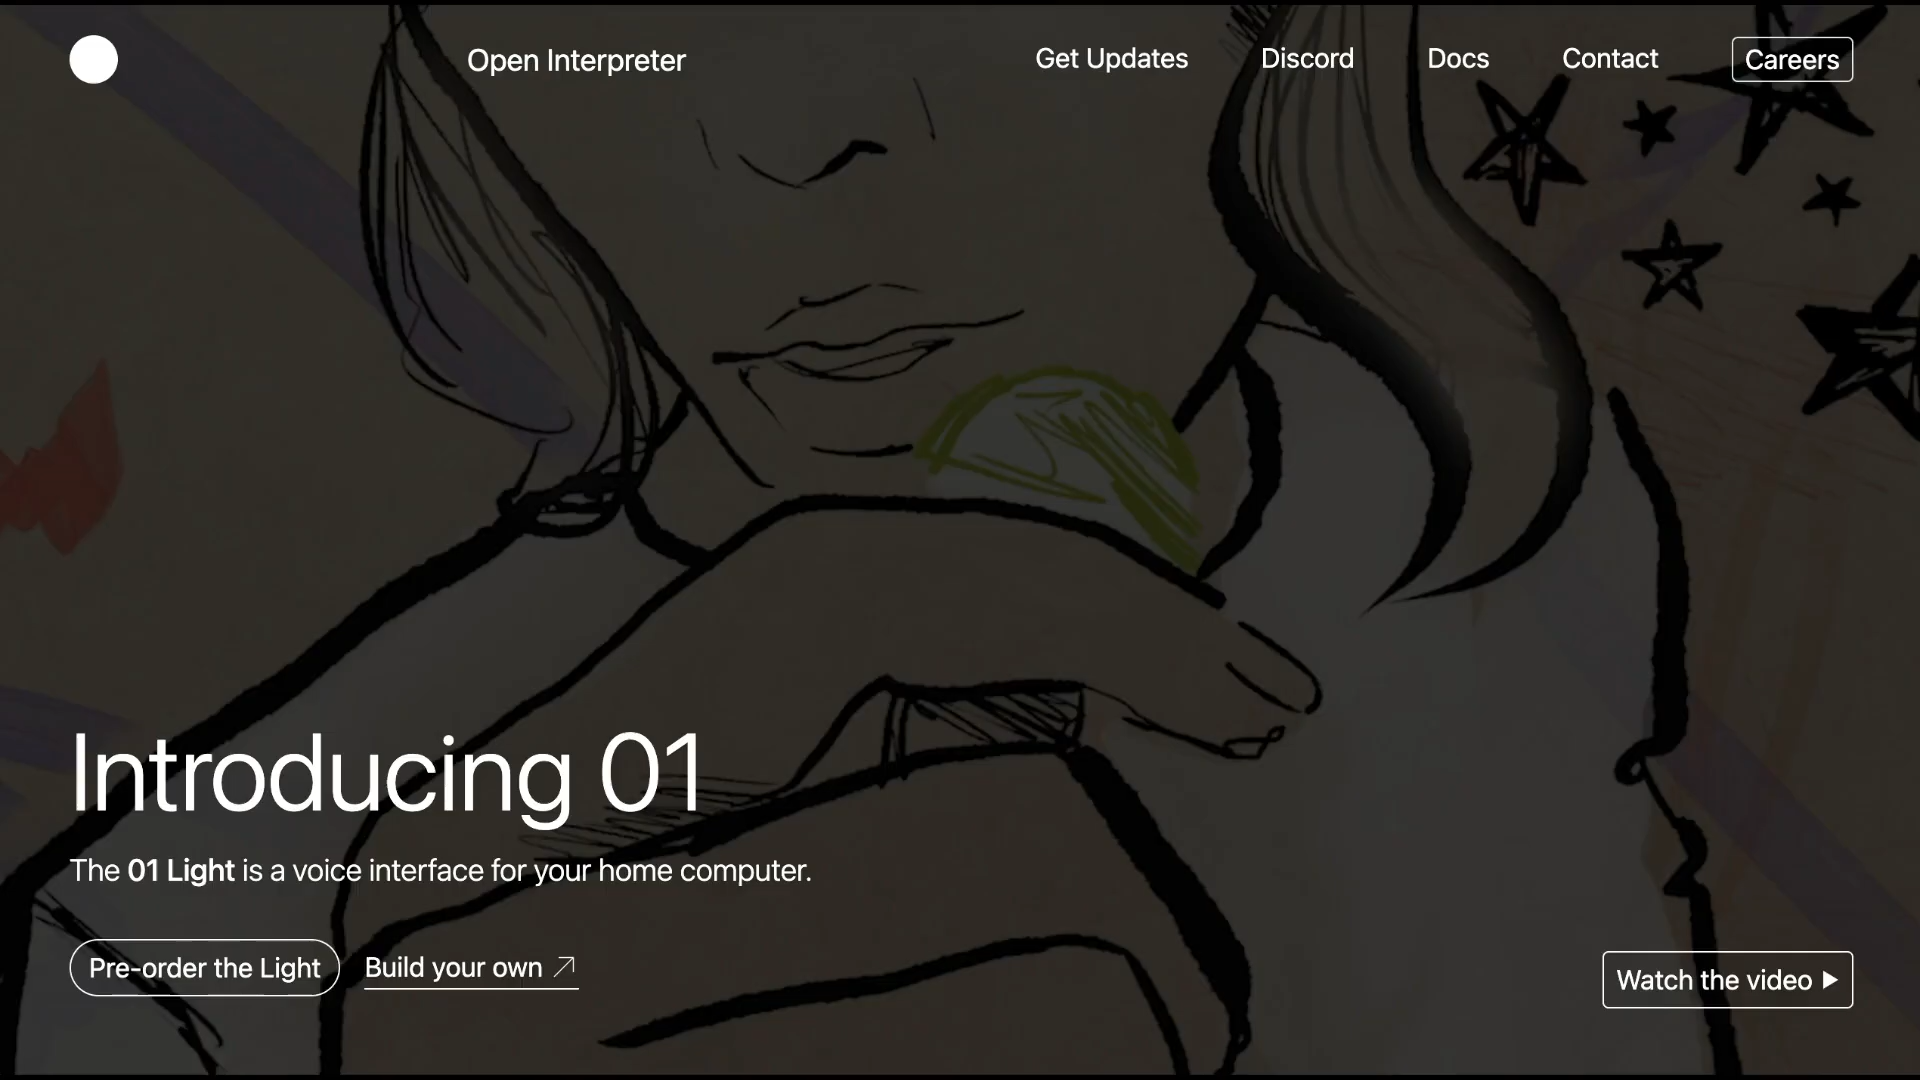 Open Interpreter
Get Updates
Discord
Docs
Contact
Careers
Introducing 01
The 01 Light is a voice interface for your home computer.
Pre-order the Light
Build your own
Watch the video